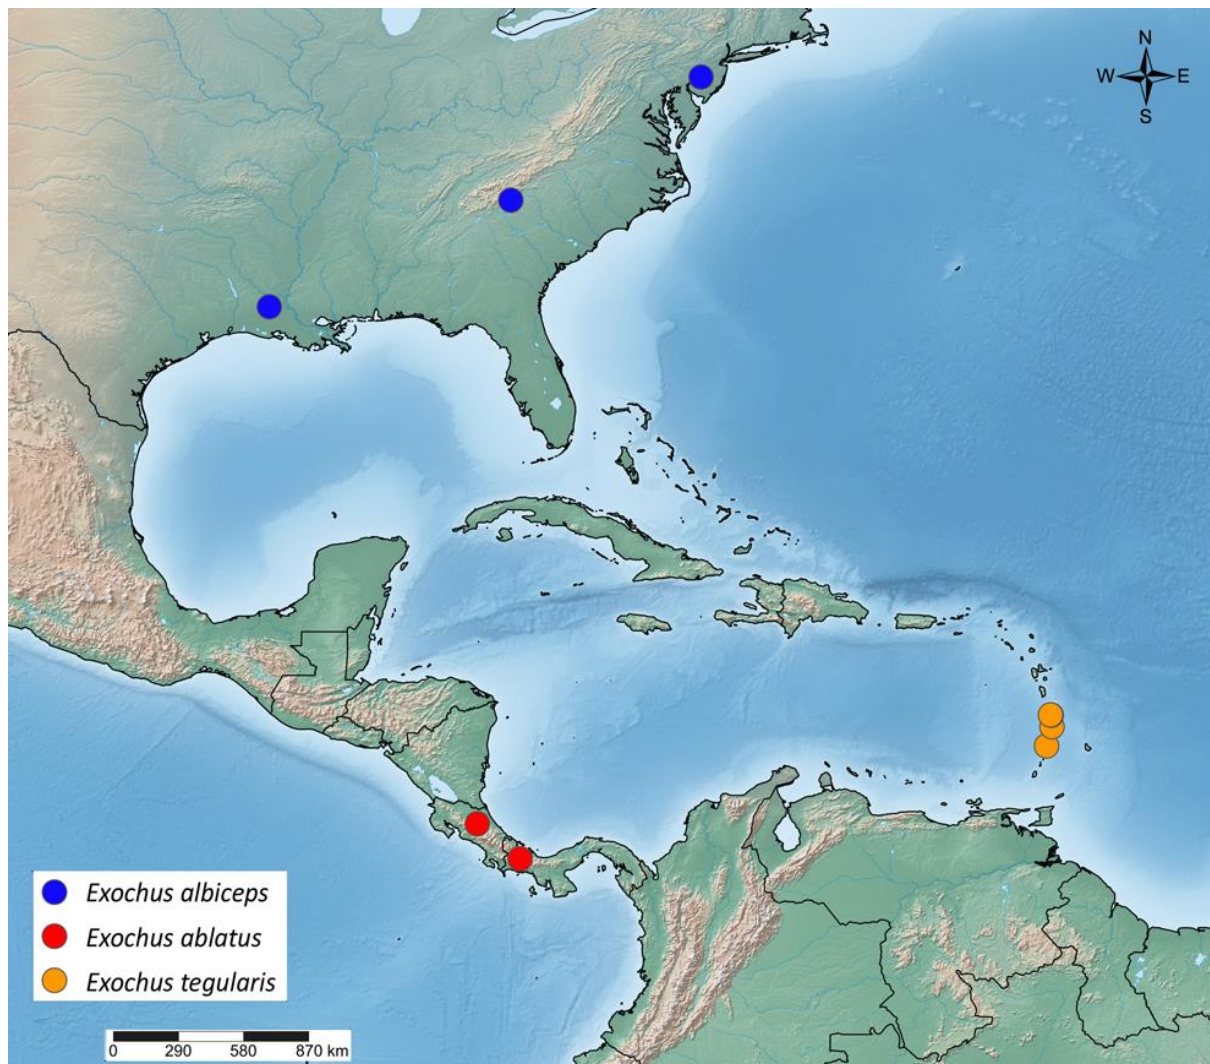 N
W E
S
Exochus albiceps
Exochus ablatus
Exochus tegularis
0 290 580 870 km